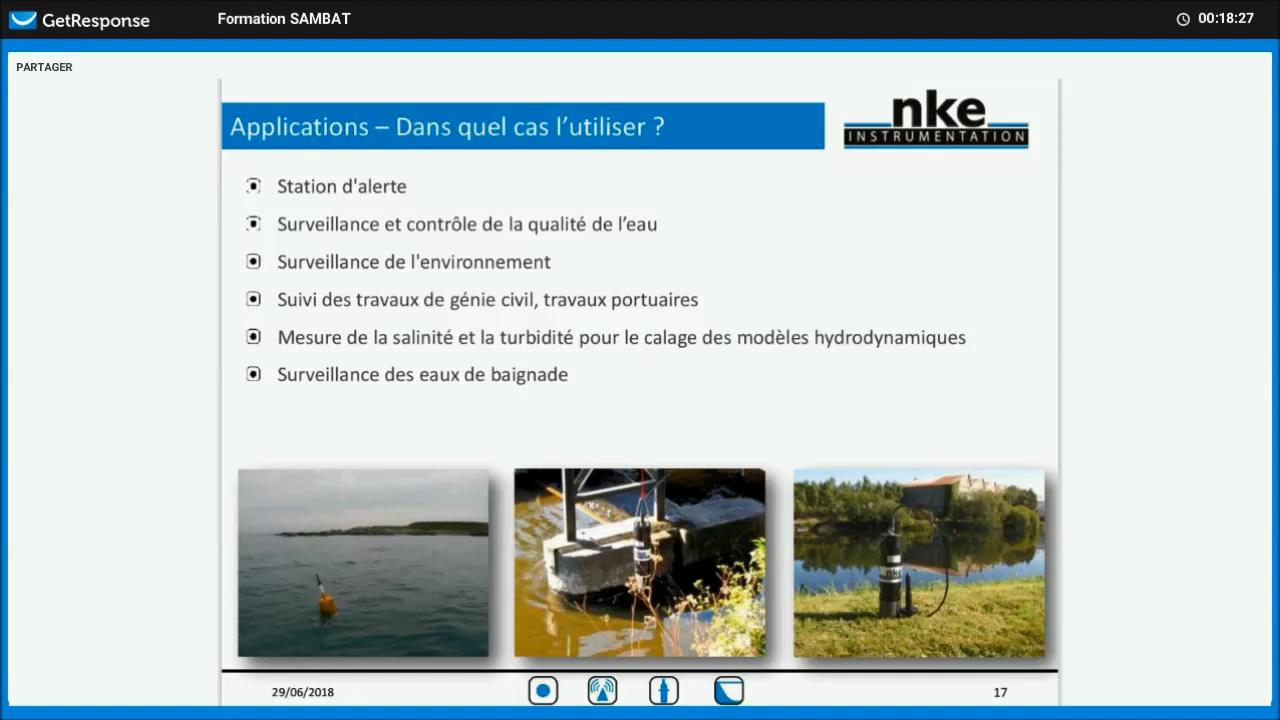 GetResponse
Formation SAMBAT
00:18:27
PARTAGER
Applications – Dans quel cas l’utiliser ?
nke
INSTRUMENTATION
Station d'alerte
Surveillance et contrôle de la qualité de l’eau
Surveillance de l'environnement
Suivi des travaux de génie civil, travaux portuaires
Mesure de la salinité et la turbidité pour le calage des modèles hydrodynamiques
Surveillance des eaux de baignade
nke
29/06/2018
17